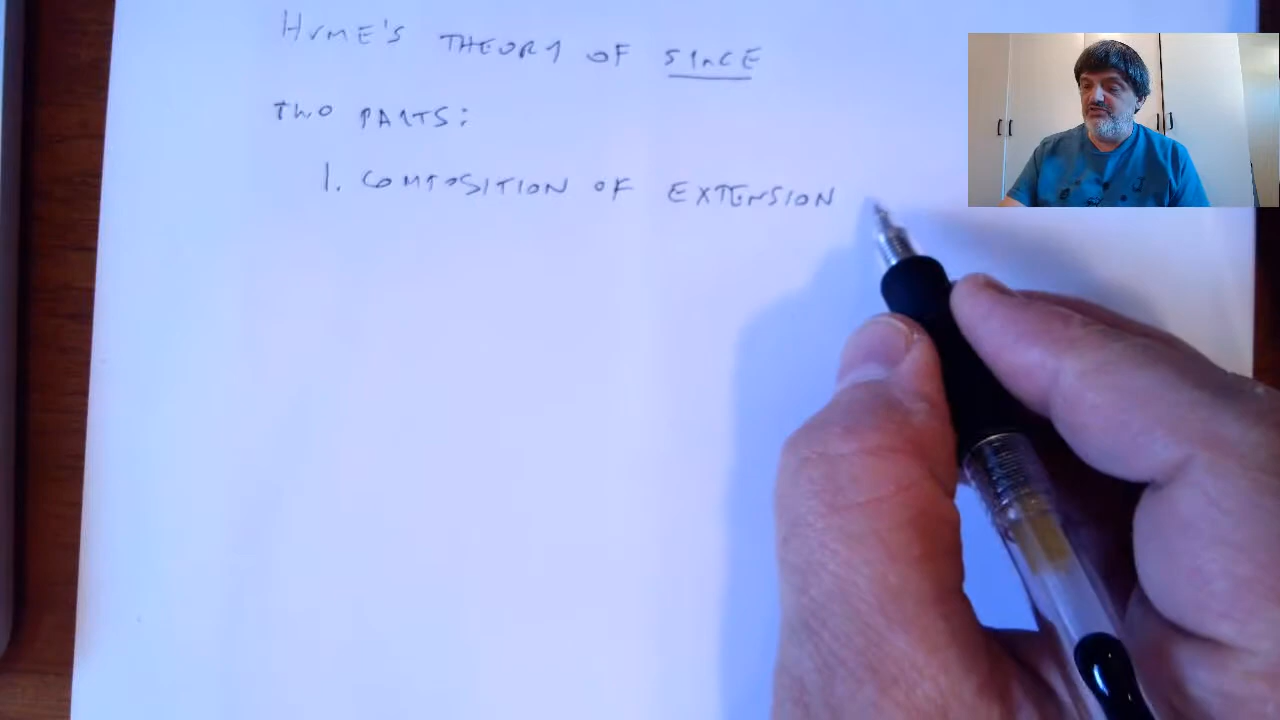 HUME'S THEORY OF SPACE
TWO PARTS:
1. COMPOSITION OF EXTENSION